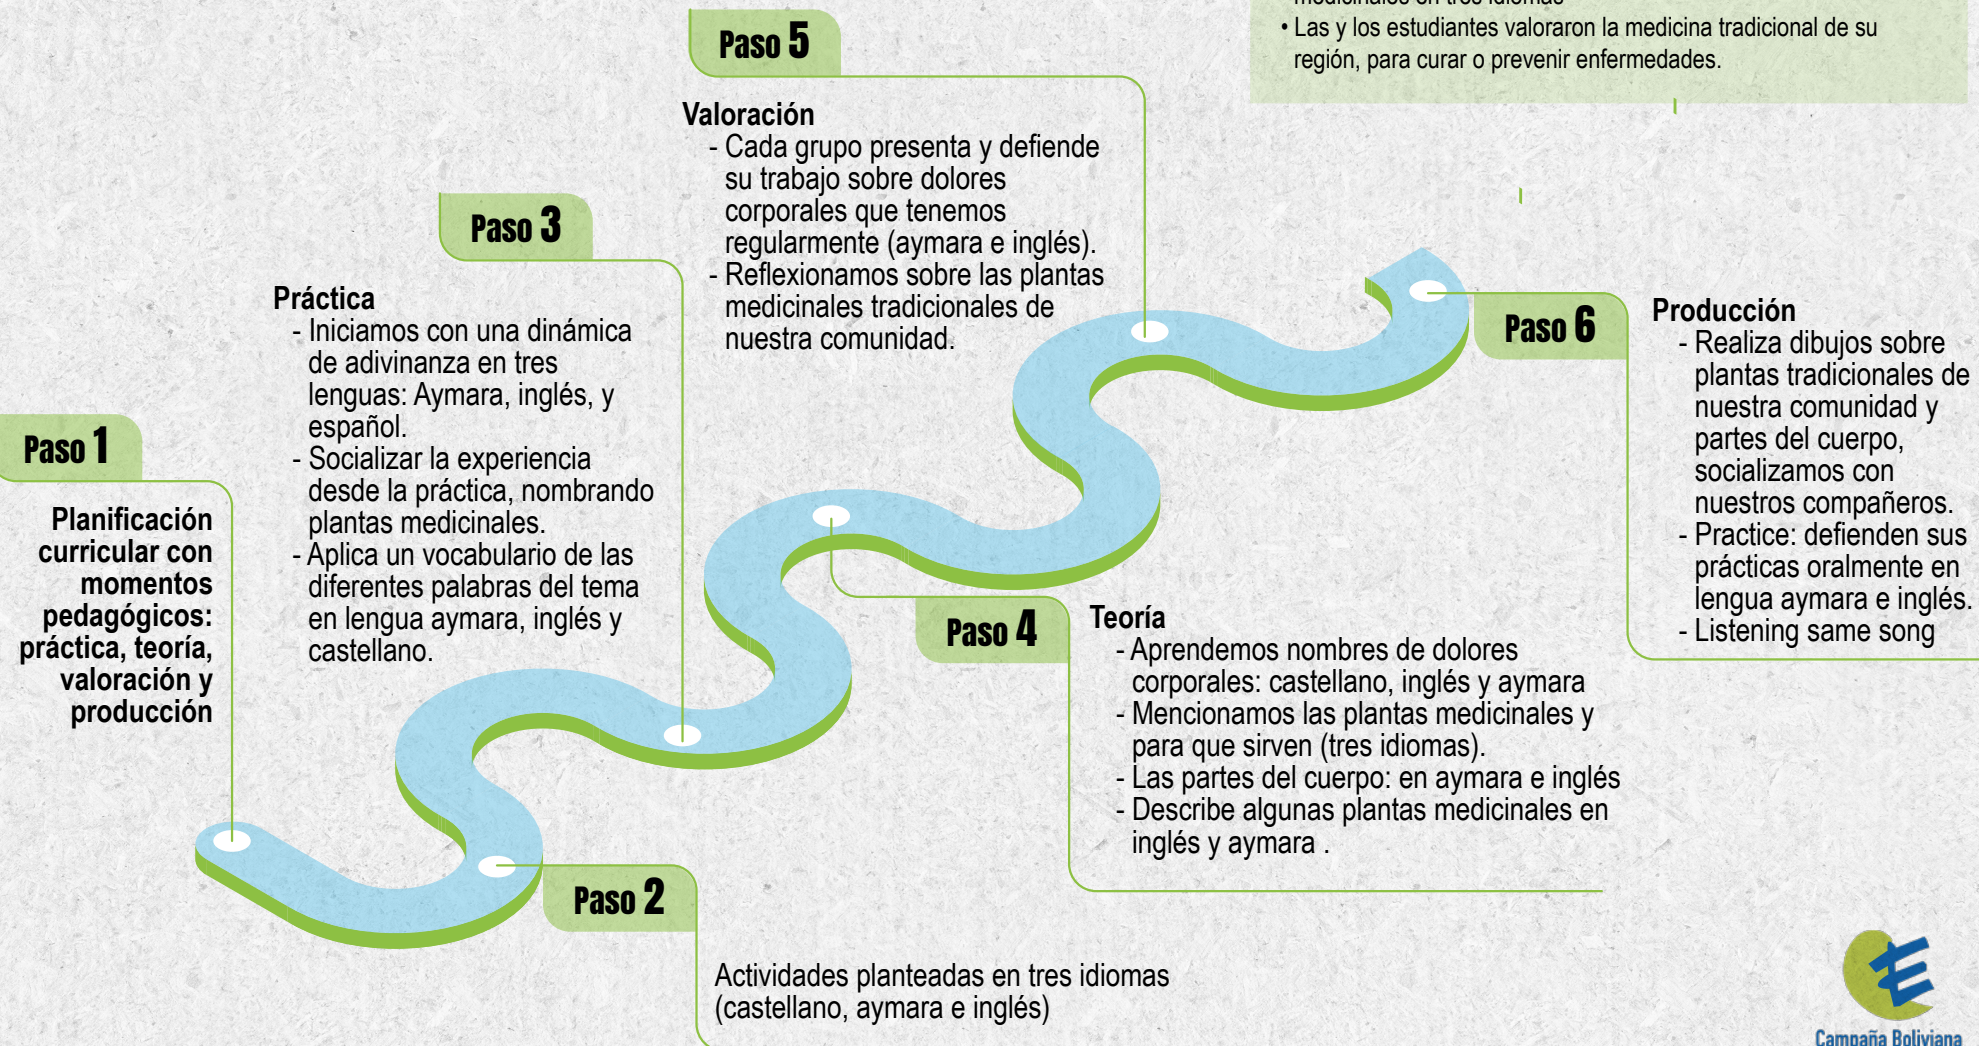 Paso 1
Planificación
curricular con
momentos
pedagógicos:
práctica, teoría,
valoración y
producción
Paso 2
Actividades planteadas en tres idiomas
(castellano, aymara e inglés)
Paso 3
Práctica
- Iniciamos con una dinámica
de adivinanza en tres
lenguas: Aymara, inglés, y
español.
- Socializar la experiencia
desde la práctica, nombrando
plantas medicinales.
- Aplica un vocabulario de las
diferentes palabras del tema
en lengua aymara, inglés y
castellano.
Paso 4
Teoría
- Aprendemos nombres de dolores
corporales: castellano, inglés y aymara
- Mencionamos las plantas medicinales y
para que sirven (tres idiomas).
- Las partes del cuerpo: en aymara e inglés
- Describe algunas plantas medicinales en
inglés y aymara .
Paso 5
Valoración
- Cada grupo presenta y defiende
su trabajo sobre dolores
corporales que tenemos
regularmente (aymara e inglés).
- Reflexionamos sobre las plantas
medicinales tradicionales de
nuestra comunidad.
Paso 6
Producción
- Realiza dibujos sobre
plantas tradicionales de
nuestra comunidad y
partes del cuerpo,
socializamos con
nuestros compañeros.
- Practice: defienden sus
prácticas oralmente en
lengua aymara e inglés.
- Listening same song
medicinales en tres idiomas
• Las y los estudiantes valoraron la medicina tradicional de su
región, para curar o prevenir enfermedades.
Campaña Boliviana